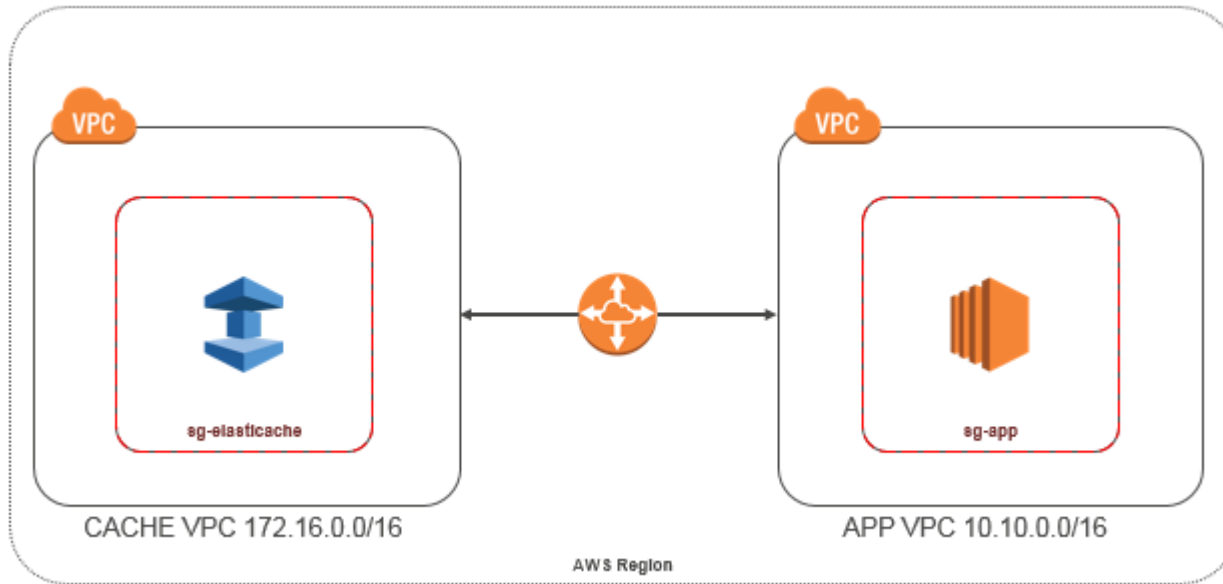 VPC
VPC
sg-elasticache
sg-app
CACHE VPC 172.16.0.0/16
APP VPC 10.10.0.0/16
AWS Region